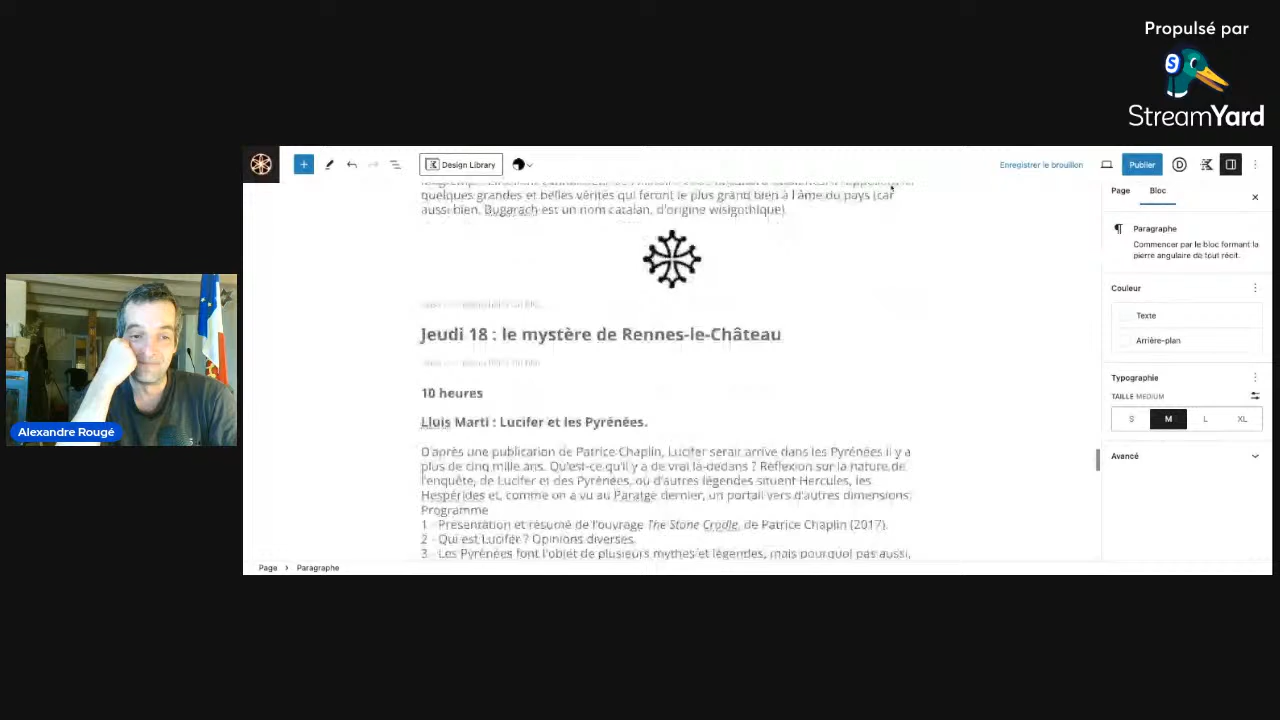 Propulsé par
StreamYard
Design Library
Enregistrer le brouillon
Publier
quelques grandes et belles vérités qui feront le plus grand bien à l'âme du pays (car
aussi bien, Bugarach est un nom catalan, d'origine wisigothique).
Jeudi 18 : le mystère de Rennes-le-Château
10 heures
Lluis Marti : Lucifer et les Pyrénées.
D'après une publication de Patrice Chaplin, Lucifer serait arrivé dans les Pyrénées il y a
plus de cinq mille ans. Qu'est-ce qu'il y a de vrai là-dedans ? Réflexion sur la nature de
l'enquête, de Lucifer et des Pyrénées, où d'autres légendes situent Hercules, les
Hespérides et, comme on a vu au Paratge dernier, un portail vers d'autres dimensions.
Programme
1 - Présentation et résumé de l'ouvrage The Stone Cradle, de Patrice Chaplin (2017).
2 - Qui est Lucifer ? Opinions diverses.
3 - Les Pyrénées font l'objet de plusieurs mythes et légendes, mais pourquoi pas aussi,
Page
Bloc
Paragraphe
Commencer par le bloc formant la
pierre angulaire de tout récit.
Couleur
Texte
Arrière-plan
Typographie
TAILLE MEDIUM
S M L XL
Avancé
Page > Paragraphe
Alexandre Rougé